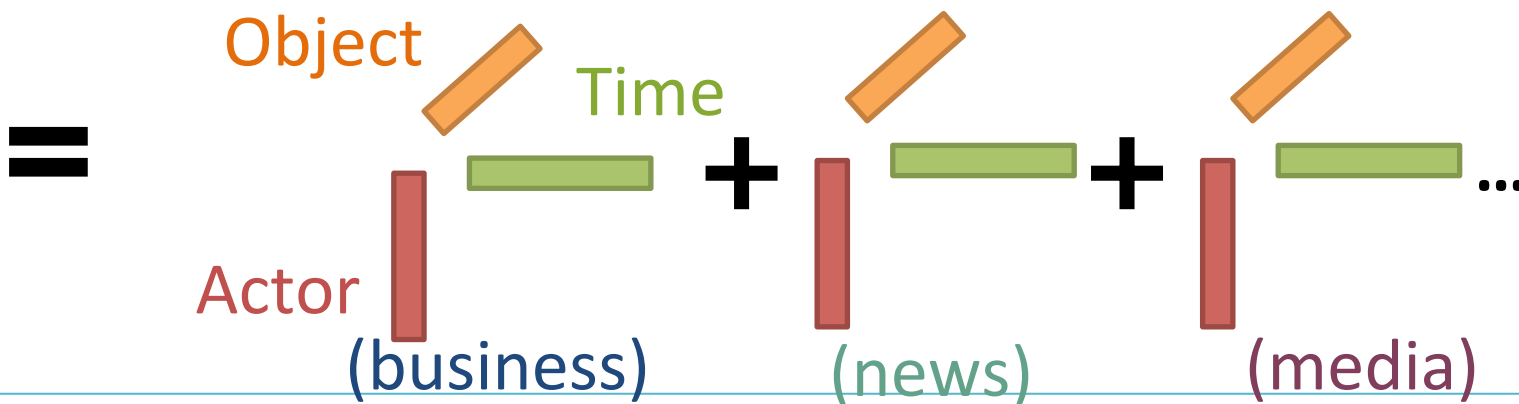 Object
Time
= + + ...
Actor
(business) (news) (media)